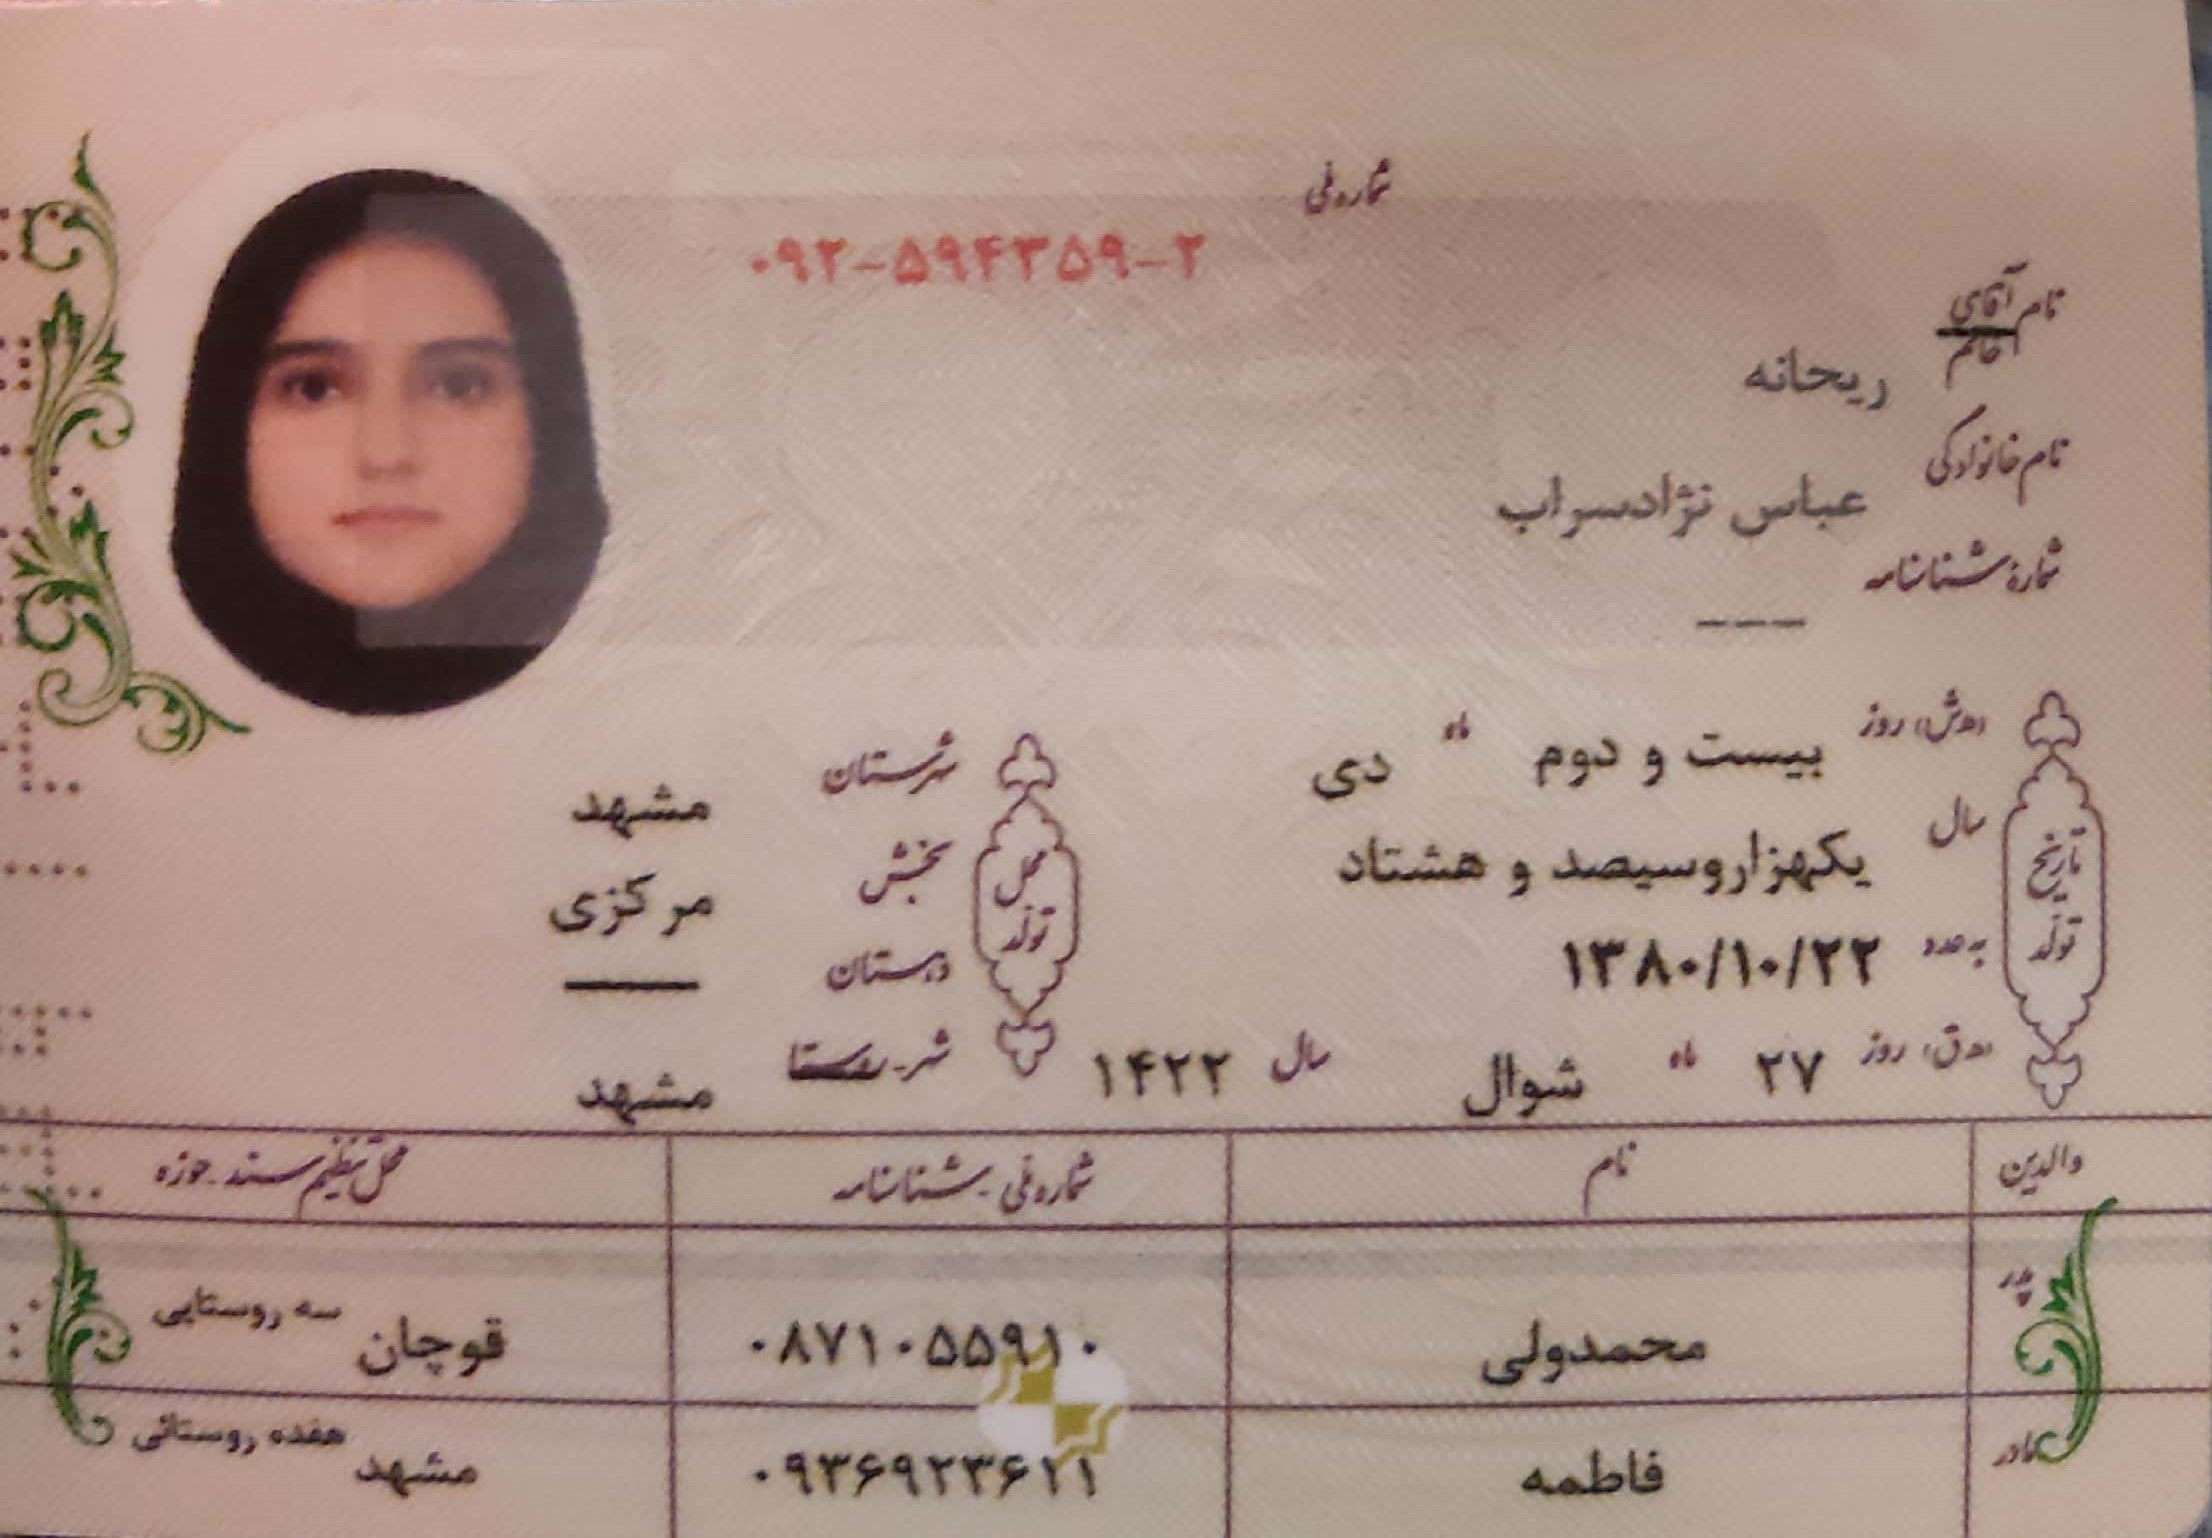 شماره ملی
۰۹۲-۵۹۴۳۵۹-۲
نام آقای
خانم
ریحانه
نام خانوادگی
عباس نژادسراب
شمارهٔ شناسنامه
---
تاریخ تولد
(ه.ش) روز بیست و دوم ماه دی
سال یکهزاروسیصد و هشتاد
به عدد ۱۳۸۰/۱۰/۲۲
(ه.ق) روز ۲۷ ماه شوال سال ۱۴۲۲
محل تولد
شهرستان مشهد
بخش مرکزی
دهستان ——
شهر-روستا مشهد
والدین نام شماره ملی - شناسنامه محل تنظیم سند-حوزه
پدر محمدولی ۰۸۷۱۰۵۵۹۱۰ قوچان سه روستایی
مادر فاطمه ۰۹۳۶۹۲۳۶۲۱ مشهد هفده روستائی